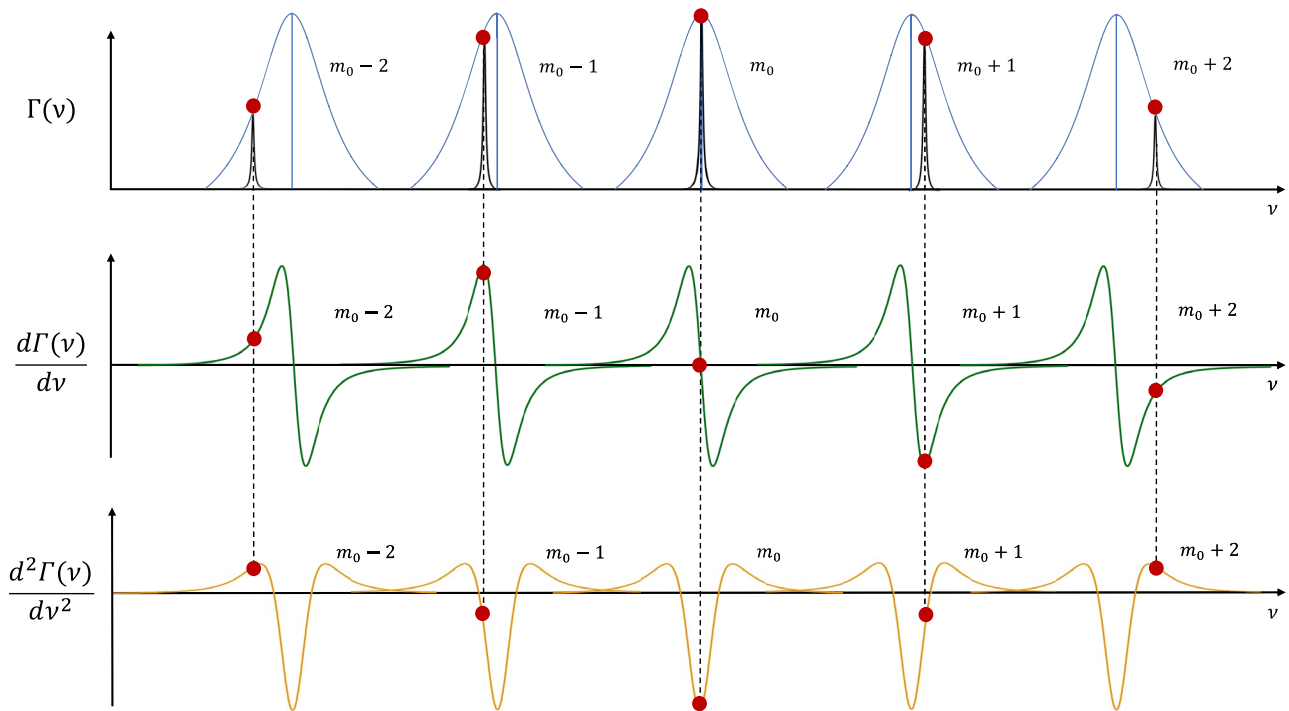 Γ(ν)
m₀ − 2
m₀ − 1
m₀
m₀ + 1
m₀ + 2
ν
dΓ(ν)
dν
m₀ − 2
m₀ − 1
m₀
m₀ + 1
m₀ + 2
ν
d²Γ(ν)
dν²
m₀ − 2
m₀ − 1
m₀
m₀ + 1
m₀ + 2
ν